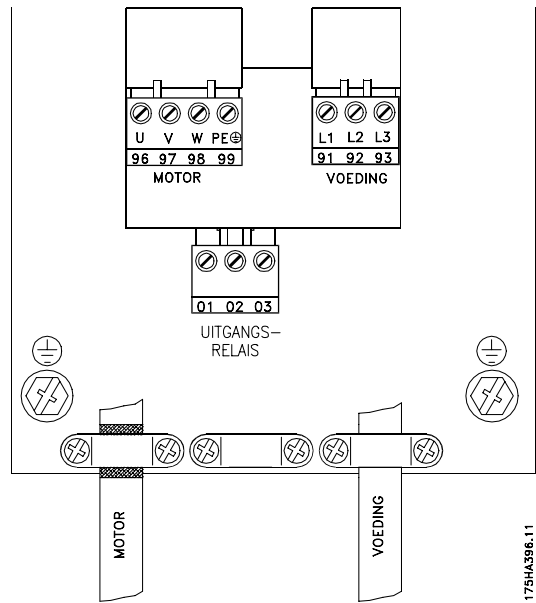 U V W PE
96 97 98 99
MOTOR
L1 L2 L3
91 92 93
VOEDING
01 02 03
UITGANGS–
RELAIS
MOTOR
VOEDING
175HA396.11